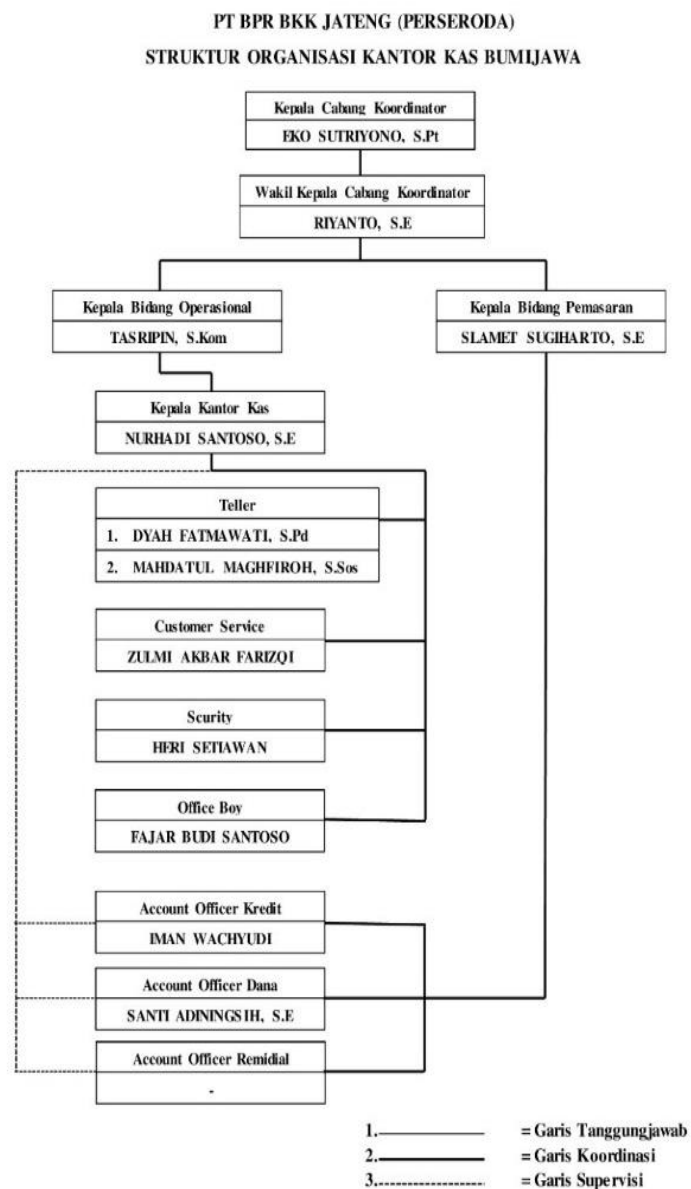 PT BPR BKK JATENG (PERSERODA)
STRUKTUR ORGANISASI KANTOR KAS BUMIJAWA
Kepala Cabang Koordinator
EKO SUTRIYONO, S.Pt
Wakil Kepala Cabang Koordinator
RIYANTO, S.E
Kepala Bidang Operasional
TASRIPIN, S.Kom
Kepala Bidang Pemasaran
SLAMET SUGIHARTO, S.E
Kepala Kantor Kas
NURHADI SANTOSO, S.E
Teller
1. DYAH FATMAWATI, S.Pd
2. MAHDATUL MAGHFIROH, S.Sos
Customer Service
ZULMI AKBAR FARIZQI
Scurity
HERI SETIAWAN
Office Boy
FAJAR BUDI SANTOSO
Account Officer Kredit
IMAN WACHYUDI
Account Officer Dana
SANTI ADININGSIH, S.E
Account Officer Remidial
-
1. = Garis Tanggungjawab
2. = Garis Koordinasi
3. = Garis Supervisi